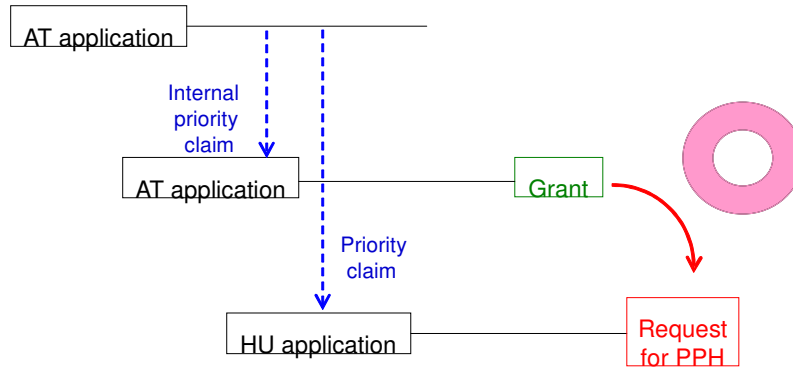 AT application
Internal
priority
claim
AT application
Grant
Priority
claim
HU application
Request
for PPH